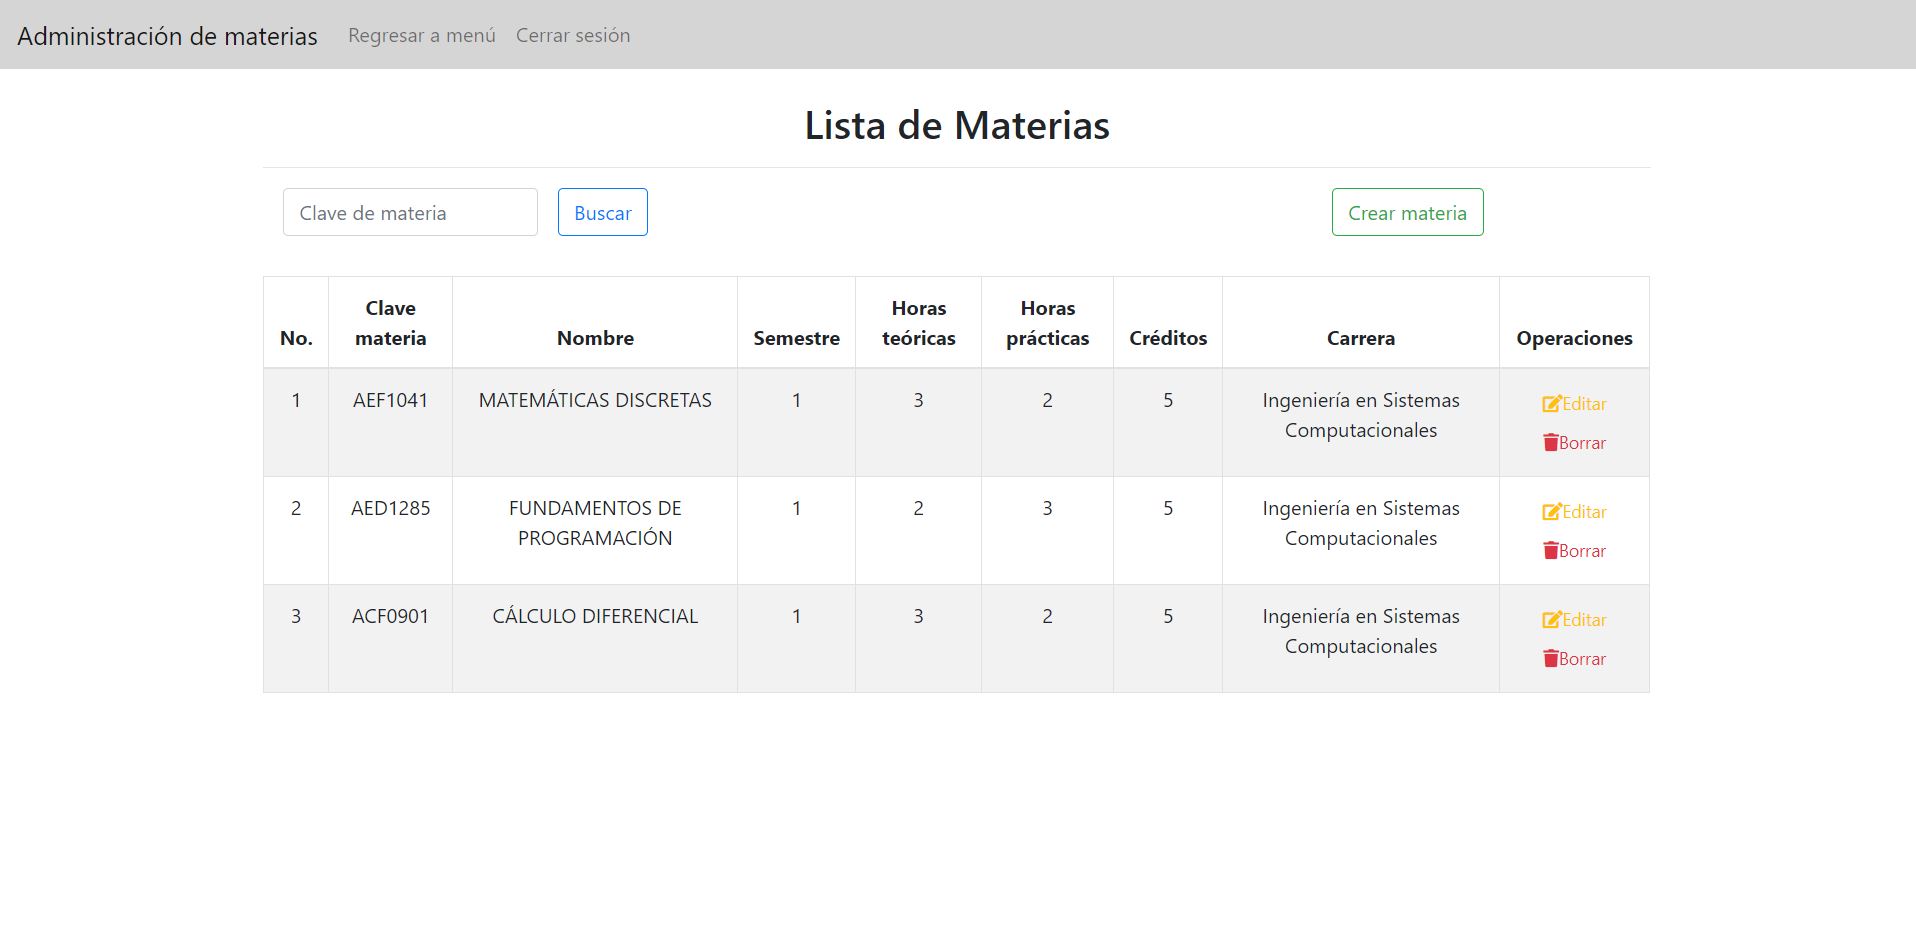 Administración de materias Regresar a menú Cerrar sesión
Lista de Materias
Clave de materia Buscar Crear materia
No. Clave materia Nombre Semestre Horas teóricas Horas prácticas Créditos Carrera Operaciones
1 AEF1041 MATEMÁTICAS DISCRETAS 1 3 2 5 Ingeniería en Sistemas Computacionales Editar Borrar
2 AED1285 FUNDAMENTOS DE PROGRAMACIÓN 1 2 3 5 Ingeniería en Sistemas Computacionales Editar Borrar
3 ACF0901 CÁLCULO DIFERENCIAL 1 3 2 5 Ingeniería en Sistemas Computacionales Editar Borrar